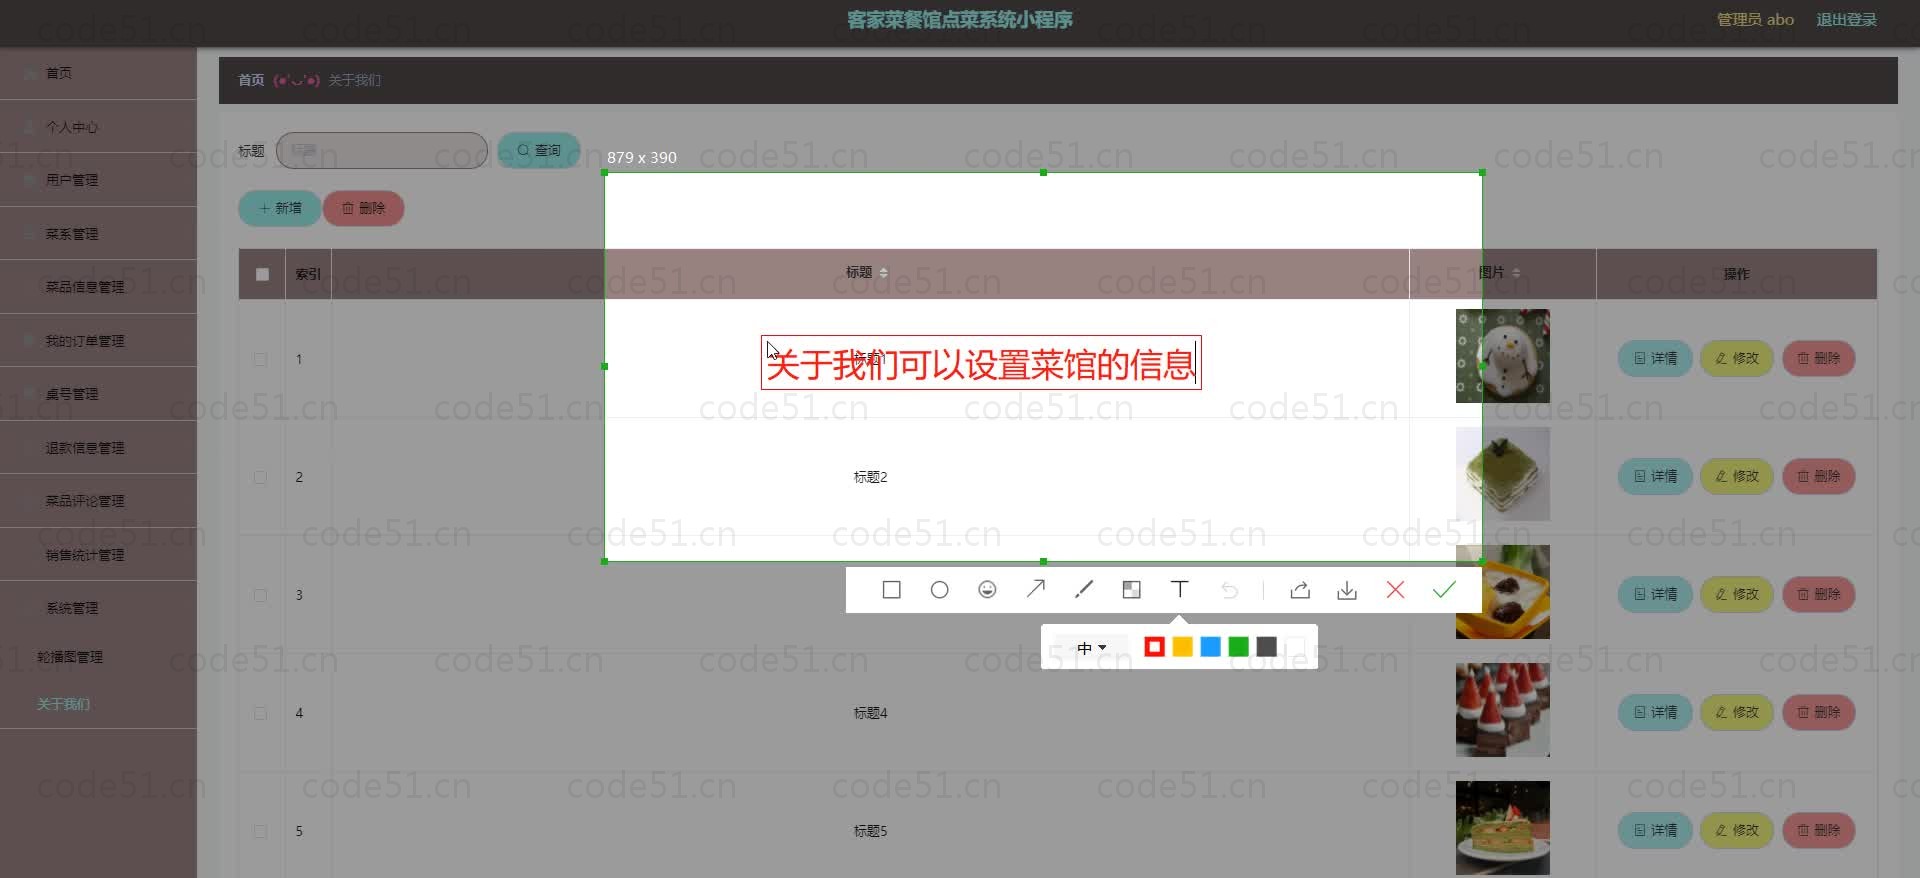 客家菜餐馆点菜系统小程序
管理员 abo 退出登录
首页
个人中心
用户管理
菜系管理
菜品信息管理
我的订单管理
桌号管理
退款信息管理
菜品评论管理
销售统计管理
系统管理
轮播图管理
关于我们
首页 (●'◡'●) 关于我们
标题 标题 查询
879 x 390
新增 删除
索引 标题 图片 操作
1 标题1 详情 修改 删除
关于我们可以设置菜馆的信息
2 标题2 详情 修改 删除
3 详情 修改 删除
中
4 标题4 详情 修改 删除
5 标题5 详情 修改 删除
code51.cn